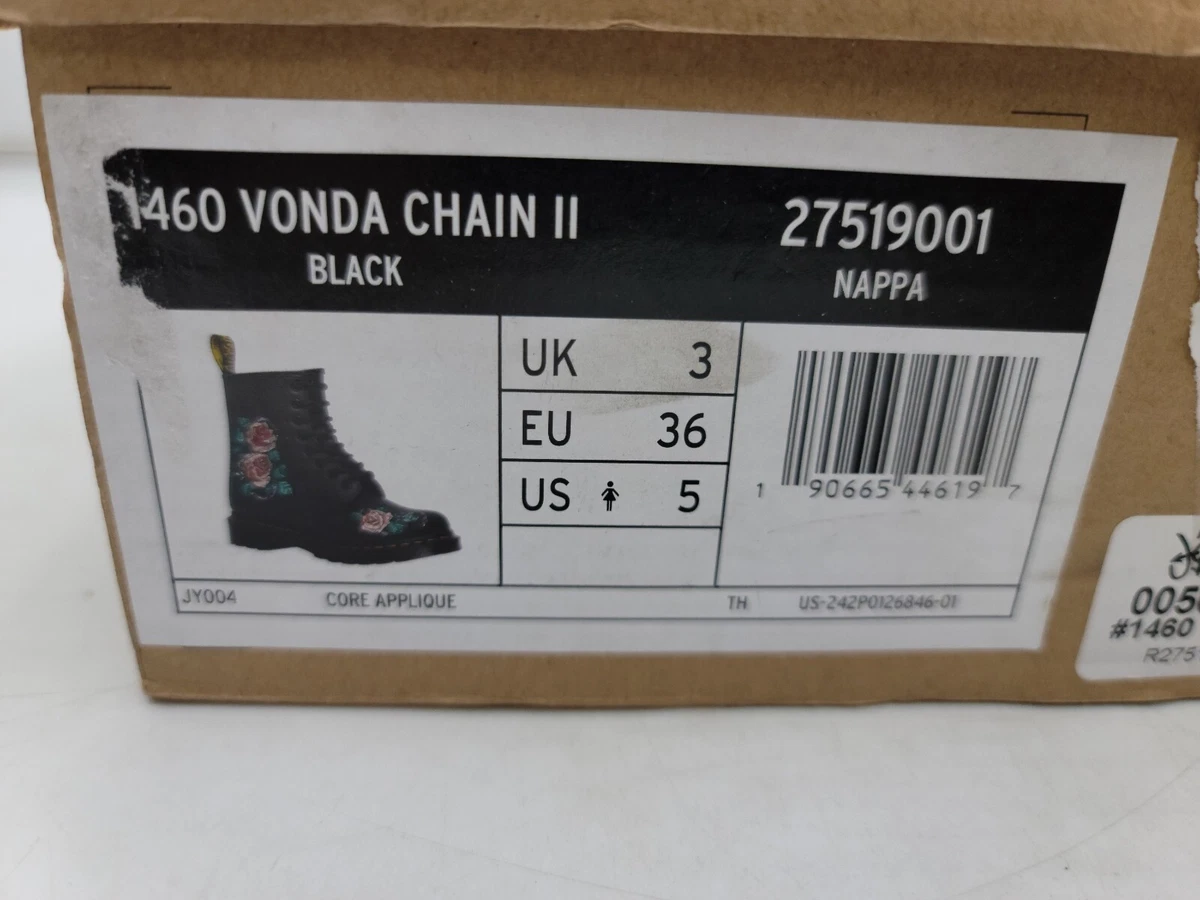 1460 VONDA CHAIN II
BLACK
27519001
NAPPA
UK 3
EU 36
US 5
1 90665 44619 7
JY004 CORE APPLIQUE TH US-242P0126846-01
#1460